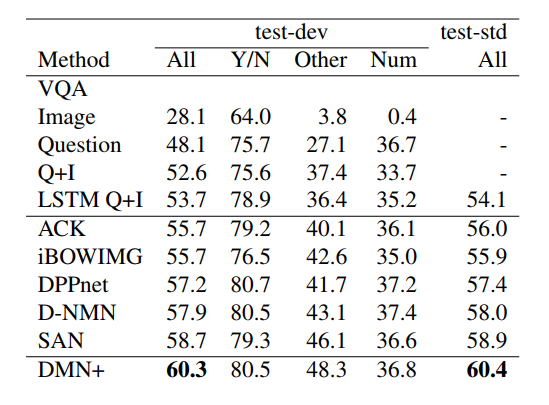 test-dev test-std
Method All Y/N Other Num All
VQA
Image 28.1 64.0 3.8 0.4 -
Question 48.1 75.7 27.1 36.7 -
Q+I 52.6 75.6 37.4 33.7 -
LSTM Q+I 53.7 78.9 36.4 35.2 54.1
ACK 55.7 79.2 40.1 36.1 56.0
iBOWIMG 55.7 76.5 42.6 35.0 55.9
DPPnet 57.2 80.7 41.7 37.2 57.4
D-NMN 57.9 80.5 43.1 37.4 58.0
SAN 58.7 79.3 46.1 36.6 58.9
DMN+ 60.3 80.5 48.3 36.8 60.4